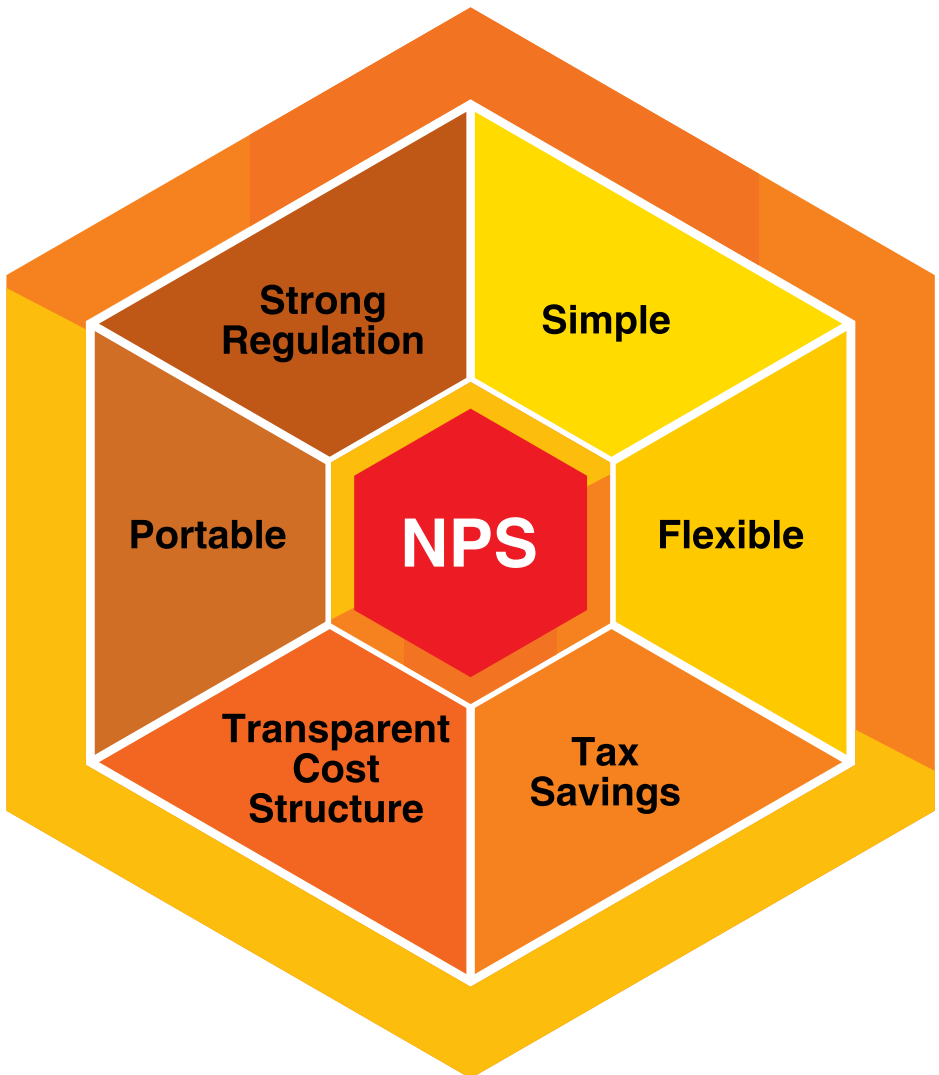 Strong
Regulation
Simple
Portable
NPS
Flexible
Transparent
Cost
Structure
Tax
Savings